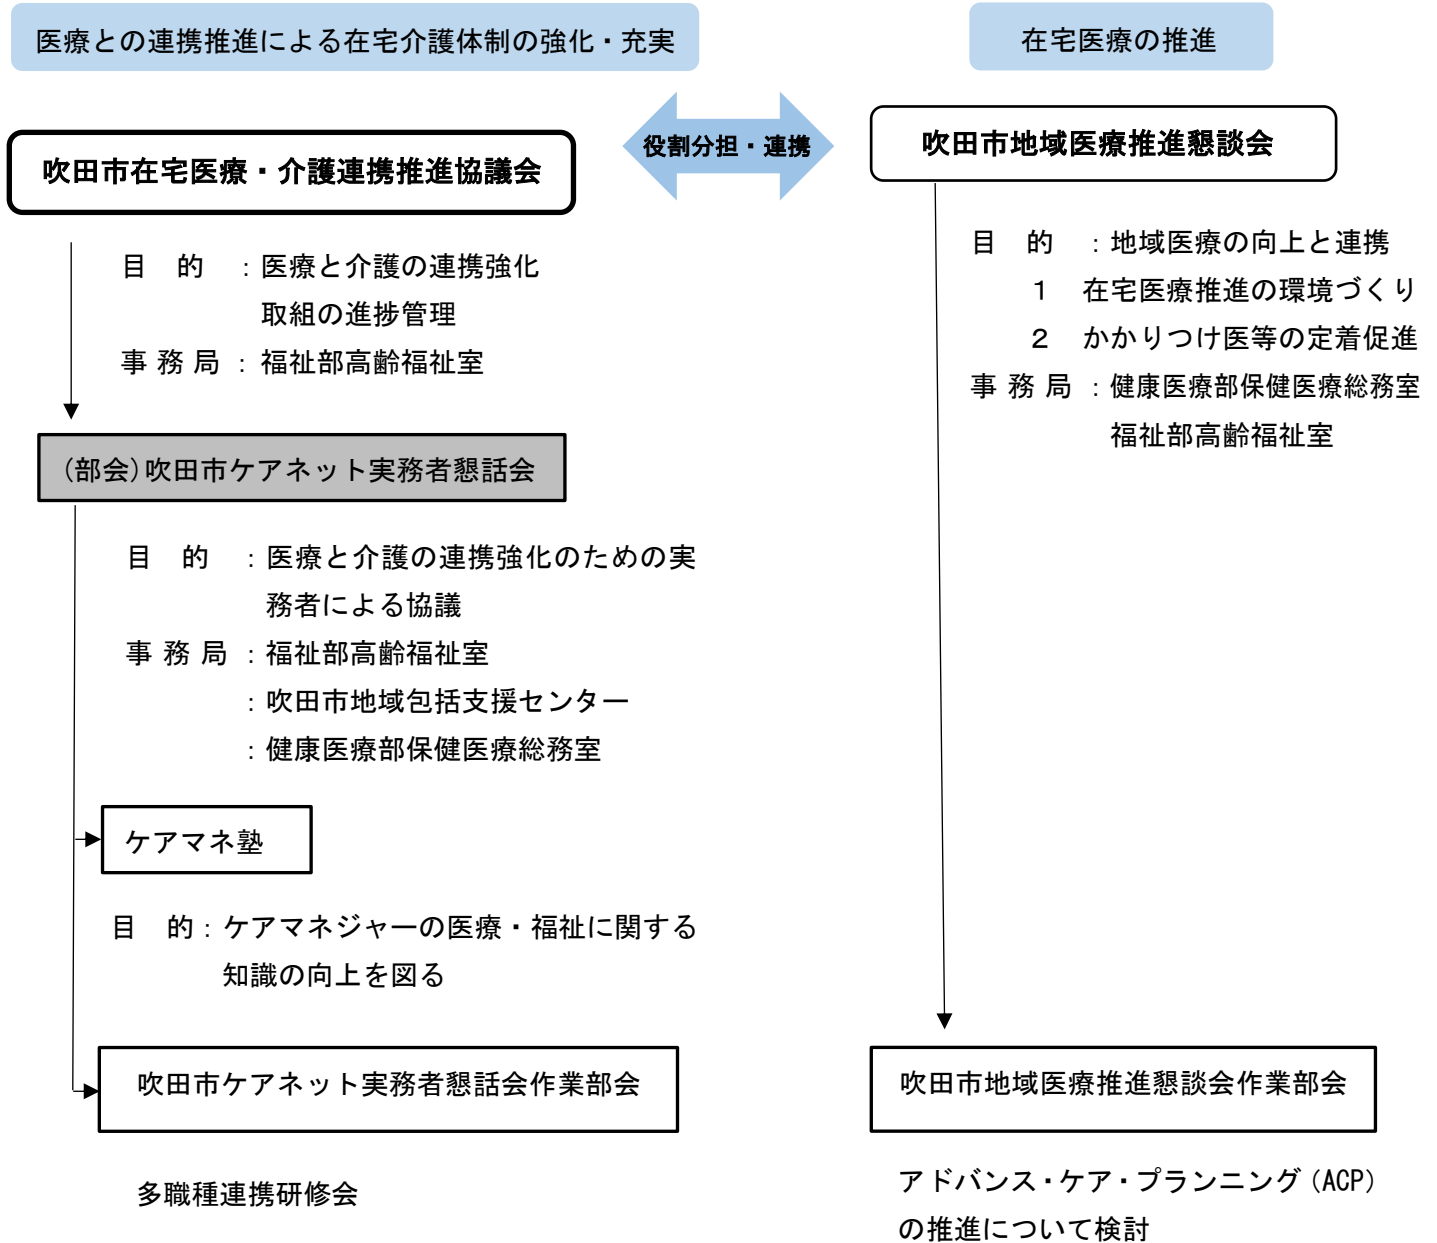 医療との連携推進による在宅介護体制の強化・充実
在宅医療の推進
役割分担・連携
吹田市在宅医療・介護連携推進協議会
目　的　：医療と介護の連携強化
取組の進捗管理
事 務 局 ：福祉部高齢福祉室
(部会)吹田市ケアネット実務者懇話会
目　的　：医療と介護の連携強化のための実
務者による協議
事 務 局 ：福祉部高齢福祉室
：吹田市地域包括支援センター
：健康医療部保健医療総務室
ケアマネ塾
目　的：ケアマネジャーの医療・福祉に関する
知識の向上を図る
吹田市ケアネット実務者懇話会作業部会
多職種連携研修会
吹田市地域医療推進懇談会
目　的　：地域医療の向上と連携
１　在宅医療推進の環境づくり
２　かかりつけ医等の定着促進
事 務 局 ：健康医療部保健医療総務室
福祉部高齢福祉室
吹田市地域医療推進懇談会作業部会
アドバンス・ケア・プランニング(ACP)
の推進について検討